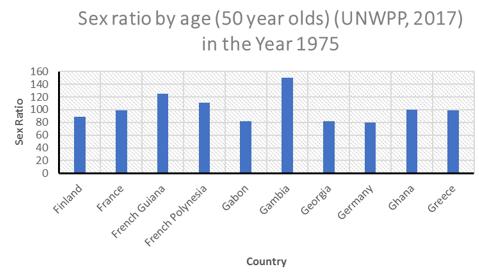 Sex ratio by age (50 year olds) (UNWPP, 2017)
in the Year 1975
160
140
120
100
80
60
40
20
0
Sex Ratio
Finland
France
French Guiana
French Polynesia
Gabon
Gambia
Georgia
Germany
Ghana
Greece
Country